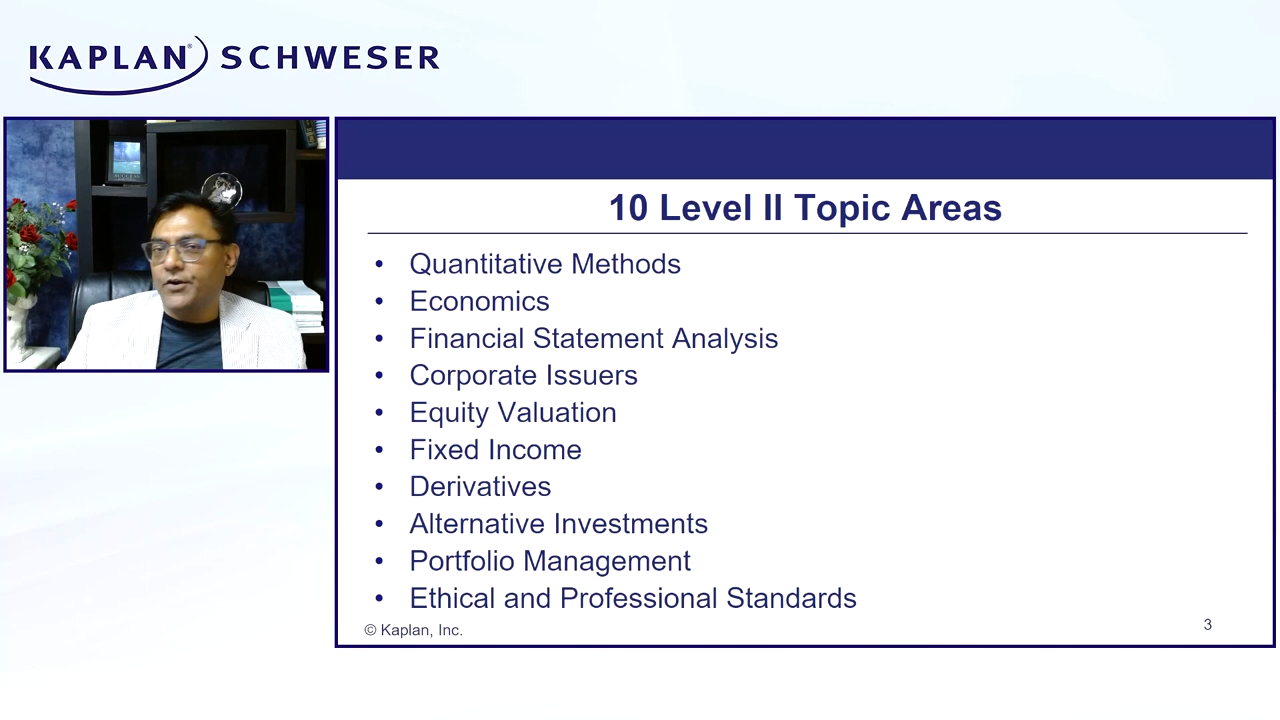 KAPLAN® SCHWESER
10 Level II Topic Areas
• Quantitative Methods
• Economics
• Financial Statement Analysis
• Corporate Issuers
• Equity Valuation
• Fixed Income
• Derivatives
• Alternative Investments
• Portfolio Management
• Ethical and Professional Standards
© Kaplan, Inc.
3